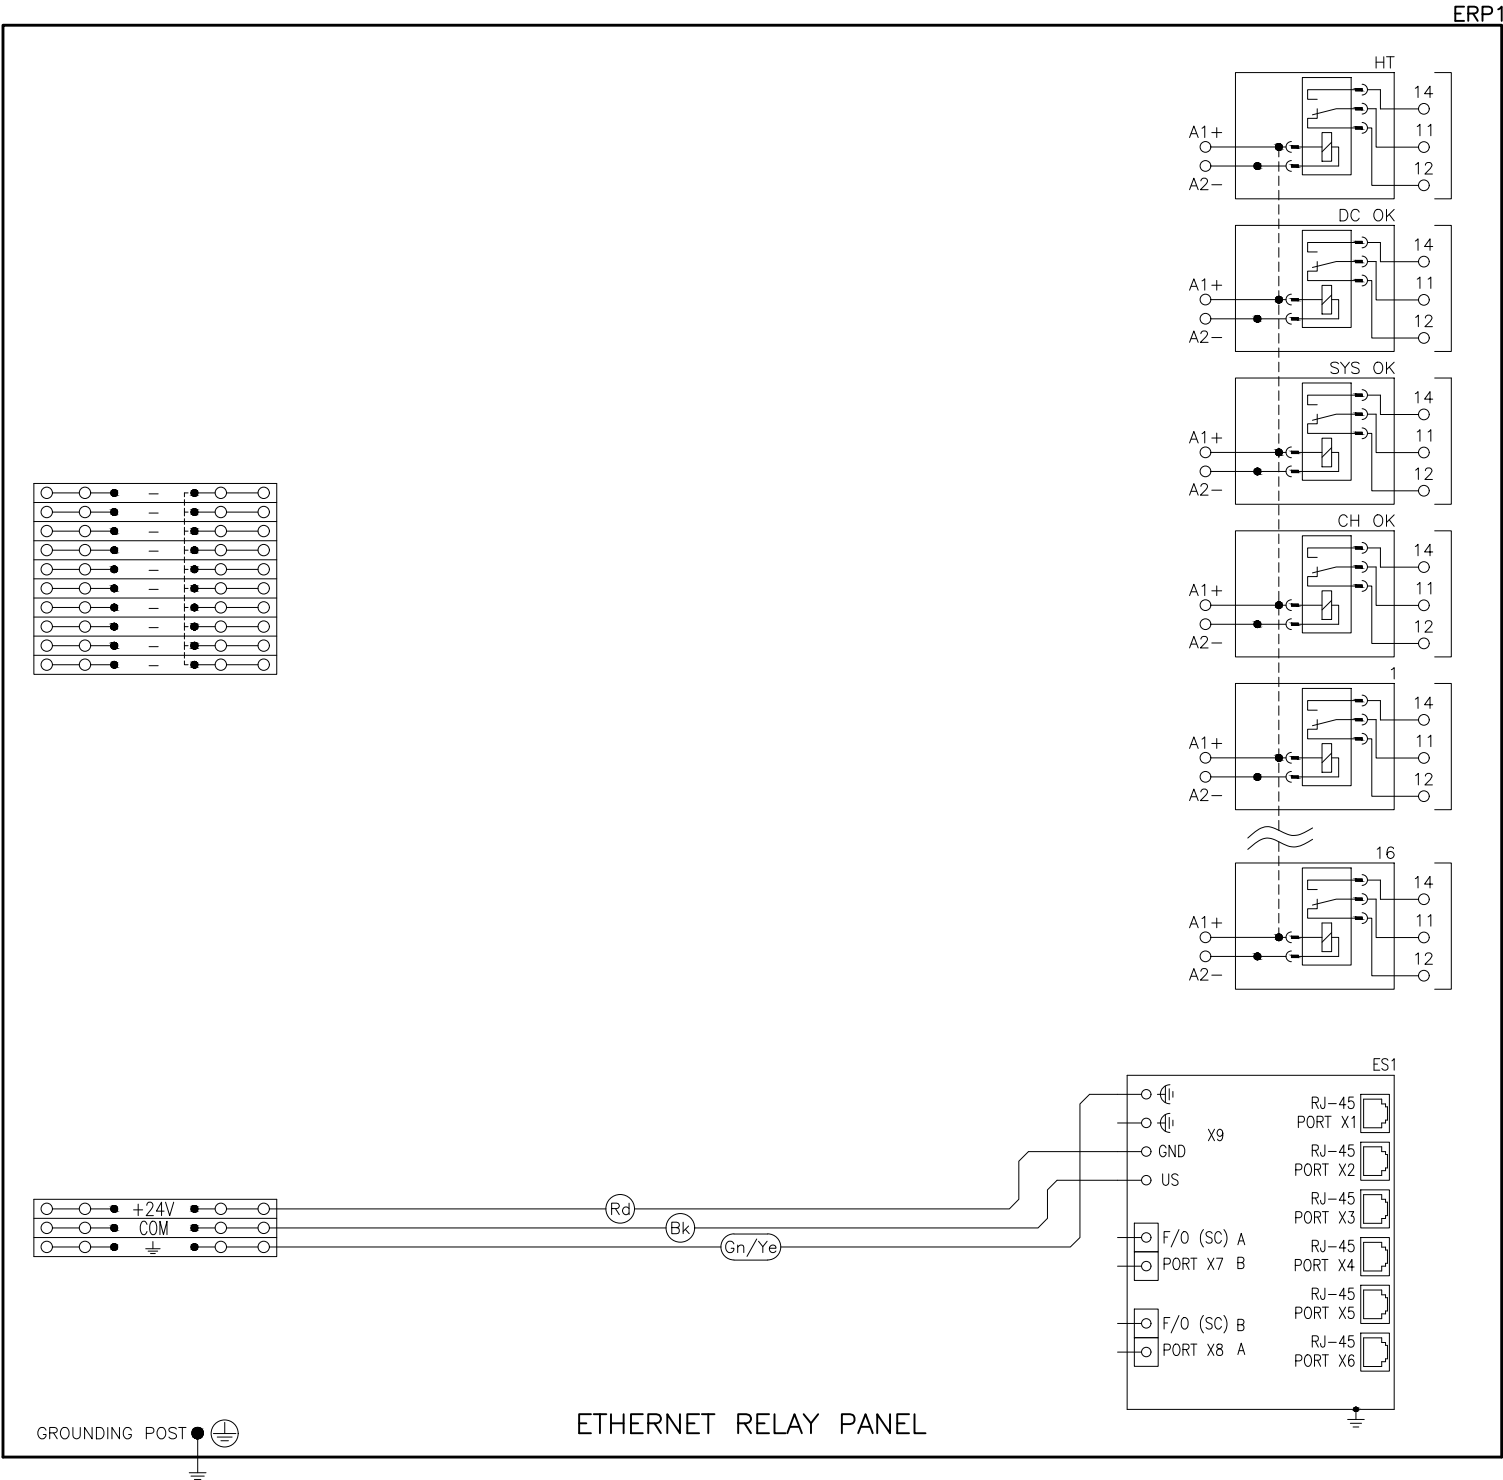 ERP1
HT
14
A1+
11
12
A2-
DC OK
14
A1+
11
12
A2-
SYS OK
14
A1+
11
12
A2-
CH OK
14
A1+
11
12
A2-
1
14
A1+
11
12
A2-
16
14
A1+
11
12
A2-
-
-
-
-
-
-
-
-
-
-
ES1
RJ-45
PORT X1
X9
GND
RJ-45
PORT X2
US
RJ-45
PORT X3
+24V
Rd
COM
Bk
Gn/Ye
F/O (SC) A
PORT X7 B
RJ-45
PORT X4
RJ-45
PORT X5
F/O (SC) B
PORT X8 A
RJ-45
PORT X6
ETHERNET RELAY PANEL
GROUNDING POST